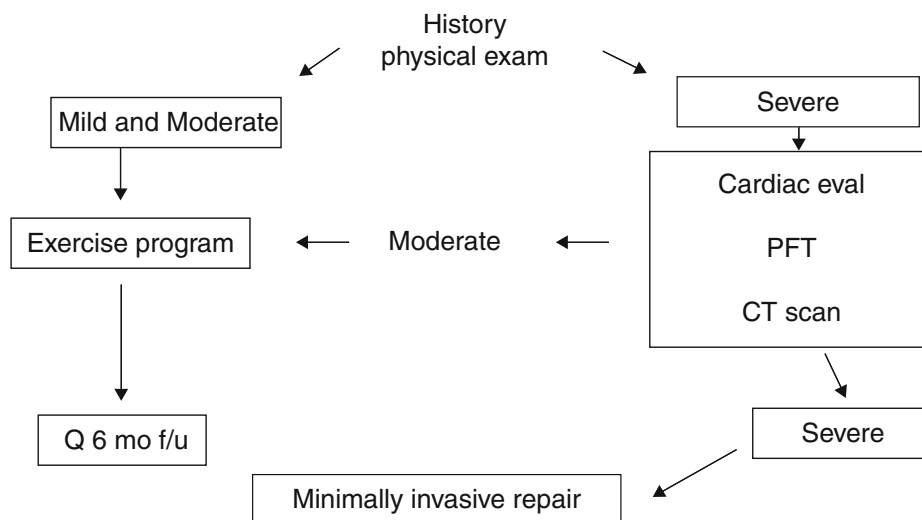 History
physical exam
Mild and Moderate
Severe
Cardiac eval
Exercise program
Moderate
PFT
CT scan
Q 6 mo f/u
Severe
Minimally invasive repair